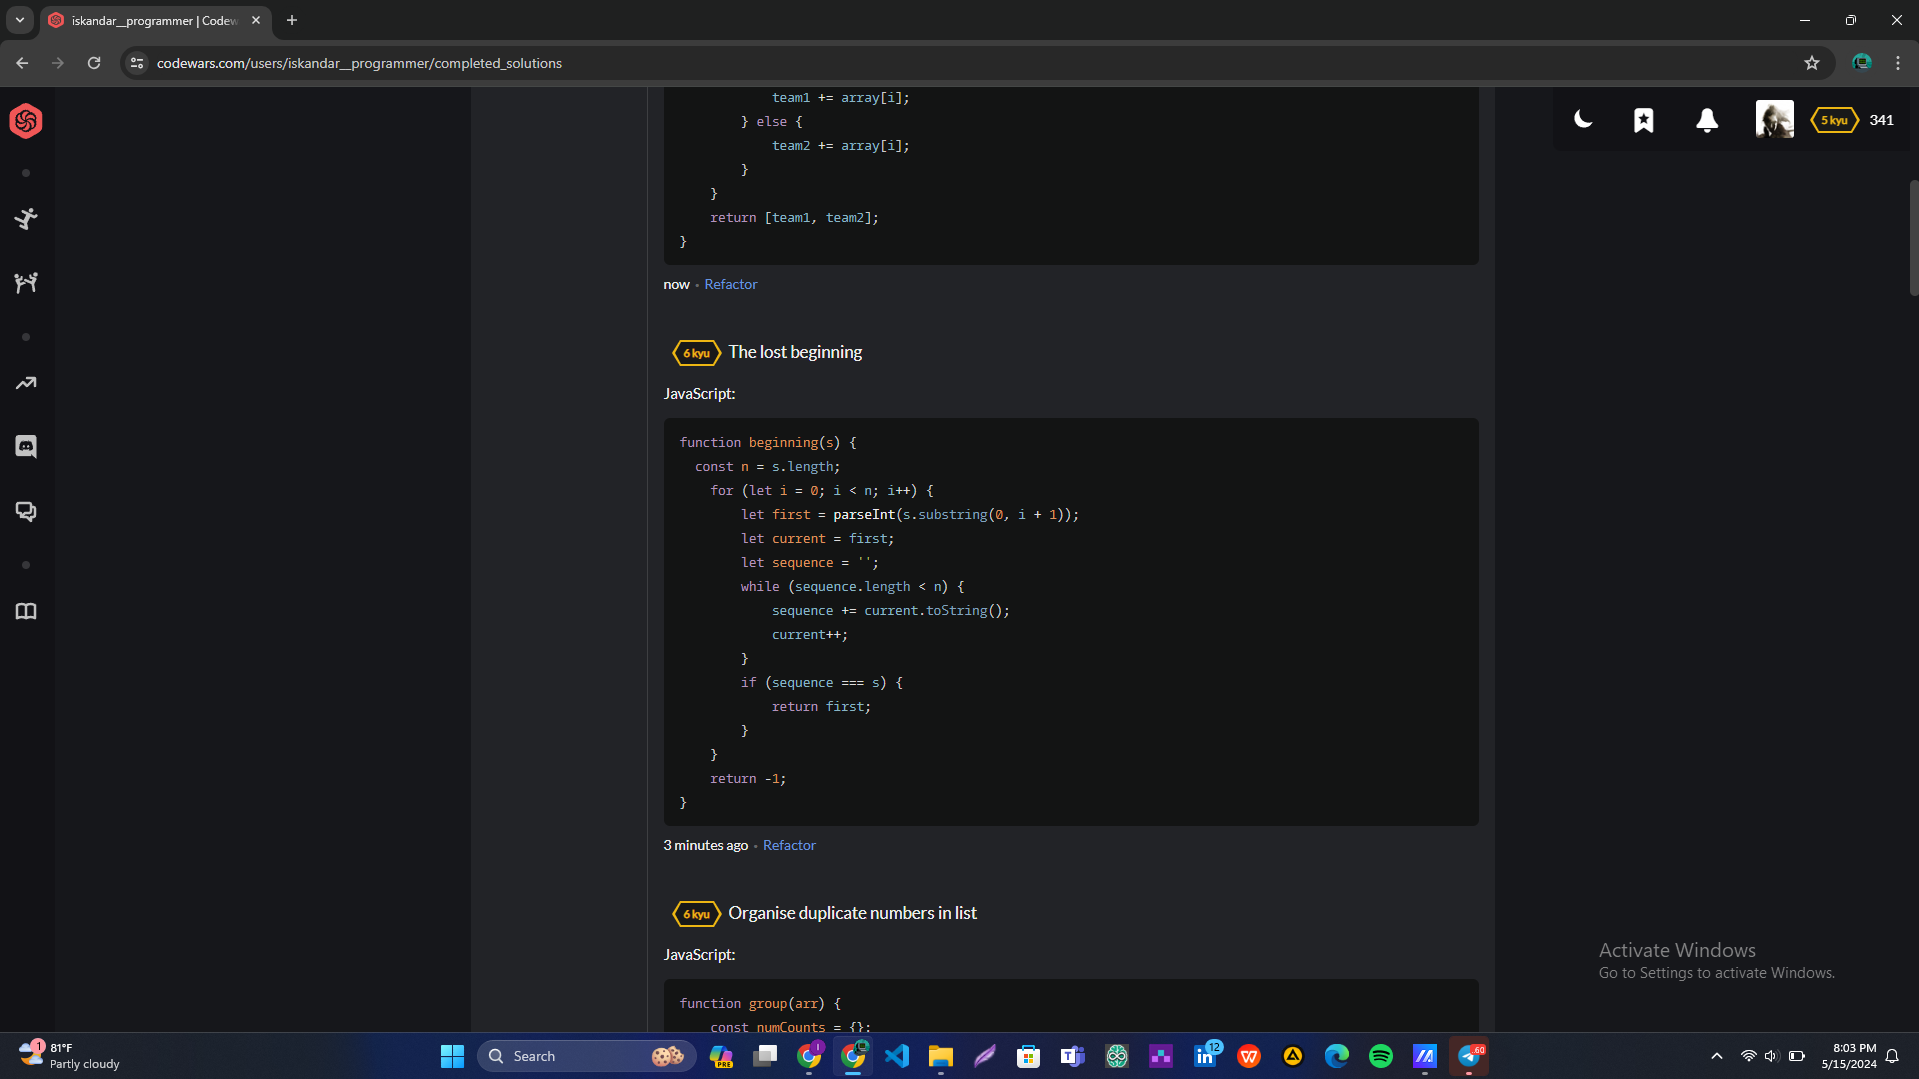 iskandar__programmer | Codew
codewars.com/users/iskandar__programmer/completed_solutions
5 kyu
341
team1 += array[i];
} else {
team2 += array[i];
}
}
return [team1, team2];
}
now • Refactor
6 kyu The lost beginning
JavaScript:
function beginning(s) {
const n = s.length;
for (let i = 0; i < n; i++) {
let first = parseInt(s.substring(0, i + 1));
let current = first;
let sequence = '';
while (sequence.length < n) {
sequence += current.toString();
current++;
}
if (sequence === s) {
return first;
}
}
return -1;
}
3 minutes ago • Refactor
6 kyu Organise duplicate numbers in list
JavaScript:
function group(arr) {
const numCounts = {};
Activate Windows
Go to Settings to activate Windows.
1
81°F
Partly cloudy
Search
PRE
12
60
8:03 PM
5/15/2024